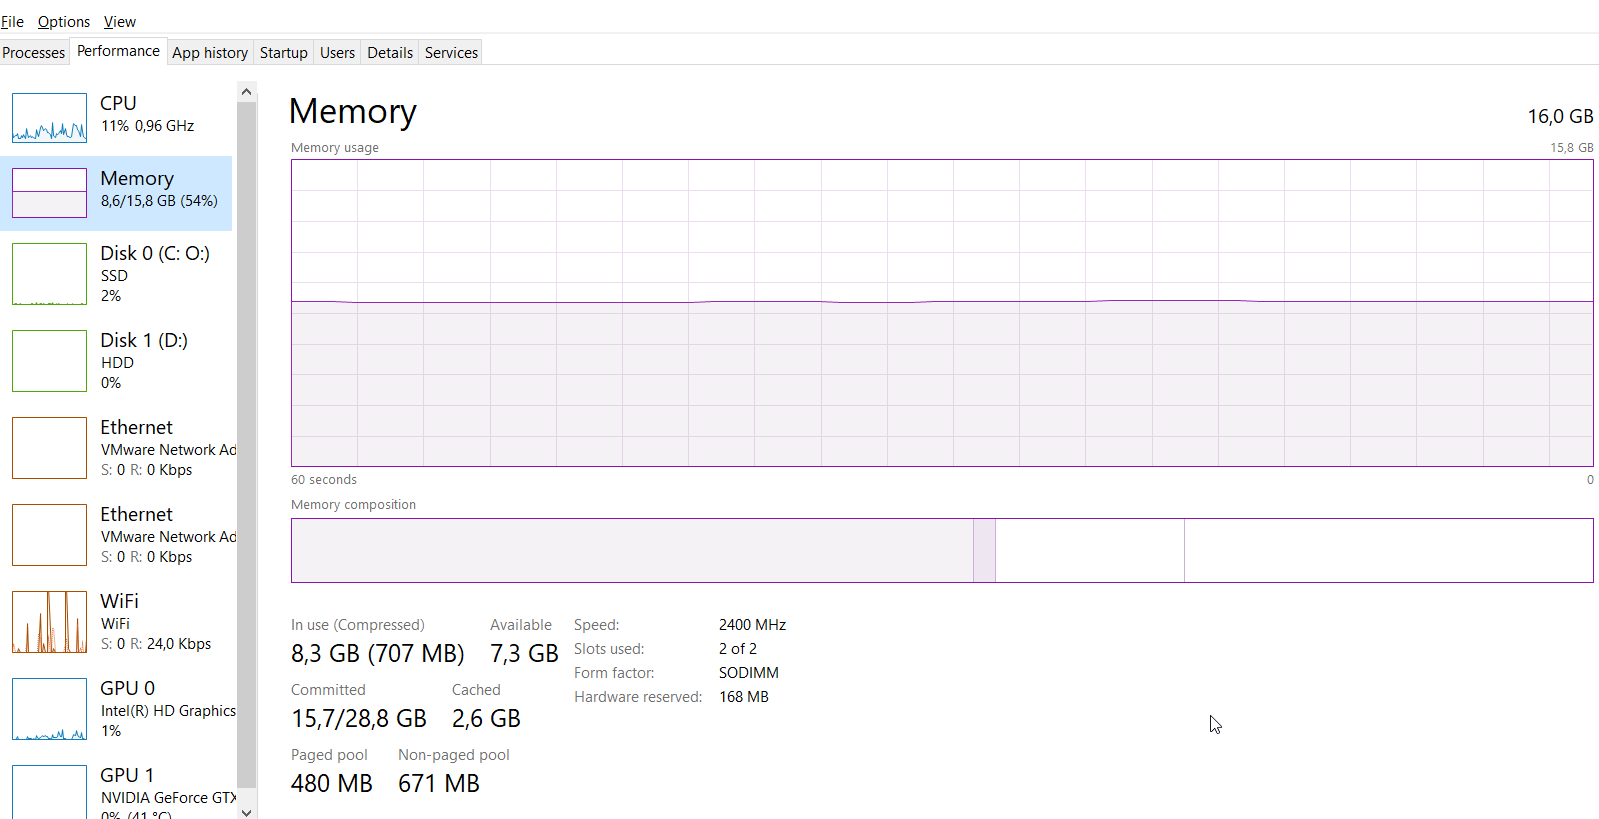 File Options View
Processes Performance App history Startup Users Details Services
CPU
11% 0,96 GHz
Memory
8,6/15,8 GB (54%)
Disk 0 (C: O:)
SSD
2%
Disk 1 (D:)
HDD
0%
Ethernet
VMware Network Ad
S: 0 R: 0 Kbps
Ethernet
VMware Network Ad
S: 0 R: 0 Kbps
WiFi
WiFi
S: 0 R: 24,0 Kbps
GPU 0
Intel(R) HD Graphics
1%
GPU 1
NVIDIA GeForce GTX
0% (41 °C)
Memory 16,0 GB
Memory usage 15,8 GB
60 seconds 0
Memory composition
In use (Compressed) Available
8,3 GB (707 MB) 7,3 GB
Committed Cached
15,7/28,8 GB 2,6 GB
Paged pool Non-paged pool
480 MB 671 MB
Speed: 2400 MHz
Slots used: 2 of 2
Form factor: SODIMM
Hardware reserved: 168 MB